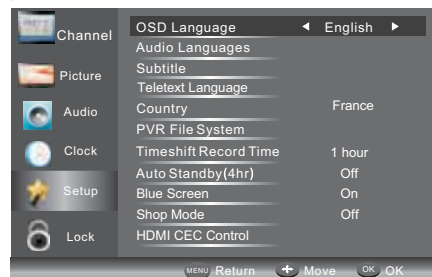 Channel
Picture
Audio
Clock
Setup
Lock
OSD Language English
Audio Languages
Subtitle
Teletext Language
Country France
PVR File System
Timeshift Record Time 1 hour
Auto Standby(4hr) Off
Blue Screen On
Shop Mode Off
HDMI CEC Control
MENU Return Move OK OK